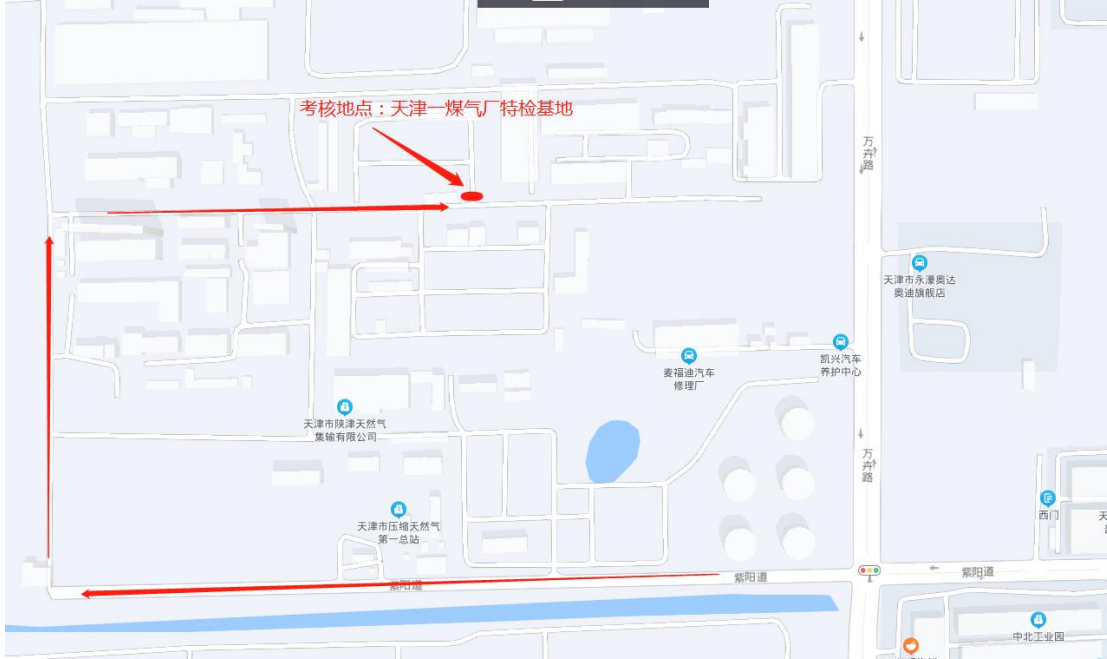 考核地点：天津一煤气厂特检基地
万卉路
天津市永濠奥达
奥迪旗舰店
凯兴汽车
养护中心
麦福迪汽车
修理厂
天津市陕津天然气
集输有限公司
万卉路
西门
天
天津市压缩天然气
第一总站
紫阳道
紫阳道
紫阳道
中北工业园